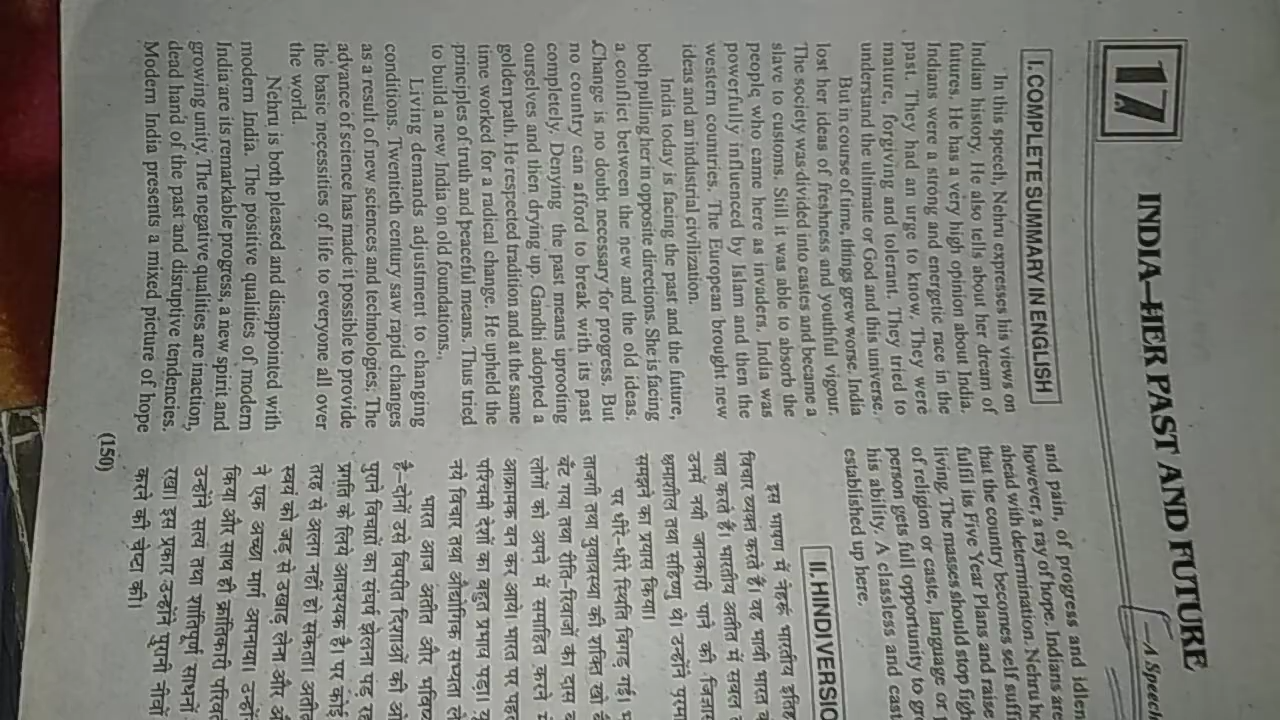 17
INDIA—HER PAST AND FUTURE
—A Speech
I. COMPLETE SUMMARY IN ENGLISH
In this speech, Nehru expresses his views on
Indian history. He also tells about her dream of
futures. He has a very high opinion about India.
Indians were a strong and energetic race in the
past. They had an urge to know. They were
mature, forgiving and tolerant. They tried to
understand the ultimate or God and this universe.
But in course of time, things grew worse. India
lost her ideas of freshness and youthful vigour.
The society was divided into castes and became a
slave to customs. Still it was able to absorb the
people who came here as invaders. India was
powerfully influenced by Islam and then the
western countries. The European brought new
ideas and an industrial civilization.
India today is facing the past and the future,
both pulling her in opposite directions. She is facing
a conflict between the new and the old ideas.
Change is no doubt necessary for progress. But
no country can afford to break with its past
completely. Denying the past means uprooting
ourselves and then drying up. Gandhi adopted a
golden path. He respected tradition and at the same
time worked for a radical change. He upheld the
principles of truth and peaceful means. Thus tried
to build a new India on old foundations.
Living demands adjustment to changing
conditions. Twentieth century saw rapid changes
as a result of new sciences and technologies. The
advance of science has made it possible to provide
the basic necessities of life to everyone all over
the world.
Nehru is both pleased and disappointed with
modern India. The positive qualities of modern
India are its remarkable progress, a new spirit and
growing unity. The negative qualities are inaction,
dead hand of the past and disruptive tendencies.
Modern India presents a mixed picture of hope
and pain, of progress and idlen
however, a ray of hope. Indians are
ahead with determination. Nehru ho
that the country becomes self suff
fulfil its Five Year Plans and raise
living. The masses should stop figh
of religion or caste, language or
person gets full opportunity to gr
his ability. A classless and cast
established up here.
II. HINDI VERSIO
इस भाषण में नेहरू भारतीय इति
विचार व्यक्त करते हैं। वह भावी भारत के
बात करते हैं। भारतीय अतीत में सबल
उनमें नयी जानकारी पाने की जिज्ञास
क्षमाशील तथा सहिष्णु थे। उन्होंने परम
समझने का प्रयास किया।
पर धीरे-धीरे स्थिति बिगड़ गई।
ताजगी तथा युवावस्था की शक्ति खो
बँट गया तथा रीति-रिवाजों का दास
लोगों को अपने में समाहित करने में
आक्रामक बन कर आये। भारत पर पह
पश्चिमी देशों का बहुत प्रभाव पड़ा। यू
नये विचार तथा औद्योगिक सभ्यता ले
भारत आज अतीत और भविष्य
है—दोनों उसे विपरीत दिशाओं की ओ
पुराने विचारों का संघर्ष झेलना पड़ रह
प्रगति के लिये आवश्यक है। पर कोई
तरह से अलग नहीं हो सकता। अतीत
स्वयं को जड़ से उखाड़ लेना और
ने एक अच्छा मार्ग अपनाया। उन्होंने
किया और साथ ही क्रांतिकारी परिवर्त
उन्होंने सत्य तथा शांतिपूर्ण साधनों
रखा। इस प्रकार उन्होंने पुरानी नीवों
करने की चेष्टा की।
(150)